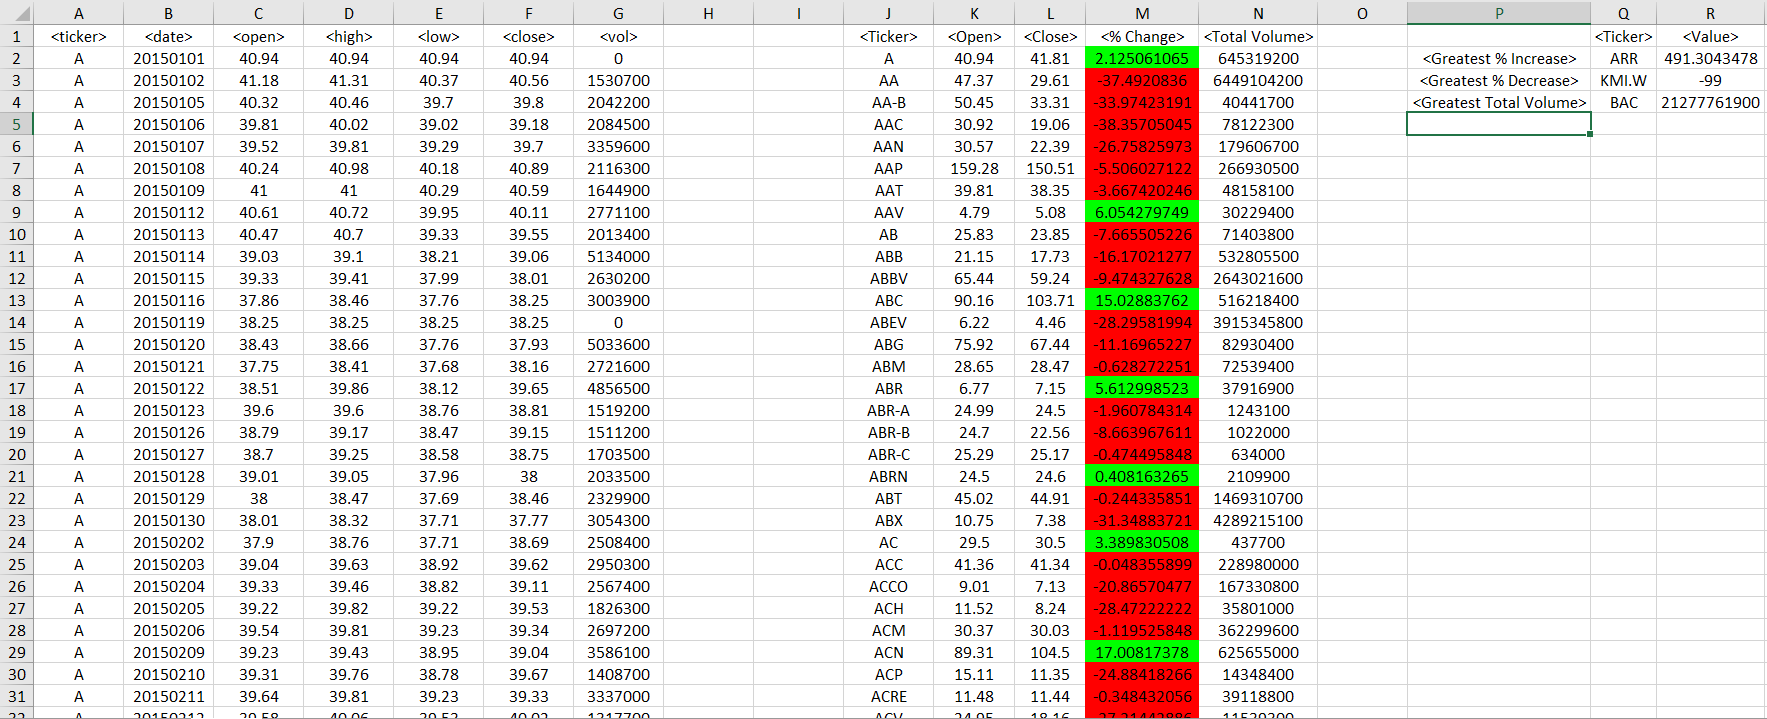 A B C D E F G H I J K L M N O P Q R
1 <ticker> <date> <open> <high> <low> <close> <vol> <Ticker> <Open> <Close> <% Change> <Total Volume> <Ticker> <Value>
2 A 20150101 40.94 40.94 40.94 40.94 0 A 40.94 41.81 2.125061065 645319200 <Greatest % Increase> ARR 491.3043478
3 A 20150102 41.18 41.31 40.37 40.56 1530700 AA 47.37 29.61 -37.4920836 6449104200 <Greatest % Decrease> KMI.W -99
4 A 20150105 40.32 40.46 39.7 39.8 2042200 AA-B 50.45 33.31 -33.97423191 40441700 <Greatest Total Volume> BAC 21277761900
5 A 20150106 39.81 40.02 39.02 39.18 2084500 AAC 30.92 19.06 -38.35705045 78122300
6 A 20150107 39.52 39.81 39.29 39.7 3359600 AAN 30.57 22.39 -26.75825973 179606700
7 A 20150108 40.24 40.98 40.18 40.89 2116300 AAP 159.28 150.51 -5.506027122 266930500
8 A 20150109 41 41 40.29 40.59 1644900 AAT 39.81 38.35 -3.667420246 48158100
9 A 20150112 40.61 40.72 39.95 40.11 2771100 AAV 4.79 5.08 6.054279749 30229400
10 A 20150113 40.47 40.7 39.33 39.55 2013400 AB 25.83 23.85 -7.665505226 71403800
11 A 20150114 39.03 39.1 38.21 39.06 5134000 ABB 21.15 17.73 -16.17021277 532805500
12 A 20150115 39.33 39.41 37.99 38.01 2630200 ABBV 65.44 59.24 -9.474327628 2643021600
13 A 20150116 37.86 38.46 37.76 38.25 3003900 ABC 90.16 103.71 15.02883762 516218400
14 A 20150119 38.25 38.25 38.25 38.25 0 ABEV 6.22 4.46 -28.29581994 3915345800
15 A 20150120 38.43 38.66 37.76 37.93 5033600 ABG 75.92 67.44 -11.16965227 82930400
16 A 20150121 37.75 38.41 37.68 38.16 2721600 ABM 28.65 28.47 -0.628272251 72539400
17 A 20150122 38.51 39.86 38.12 39.65 4856500 ABR 6.77 7.15 5.612998523 37916900
18 A 20150123 39.6 39.6 38.76 38.81 1519200 ABR-A 24.99 24.5 -1.960784314 1243100
19 A 20150126 38.79 39.17 38.47 39.15 1511200 ABR-B 24.7 22.56 -8.663967611 1022000
20 A 20150127 38.7 39.25 38.58 38.75 1703500 ABR-C 25.29 25.17 -0.474495848 634000
21 A 20150128 39.01 39.05 37.96 38 2033500 ABRN 24.5 24.6 0.408163265 2109900
22 A 20150129 38 38.47 37.69 38.46 2329900 ABT 45.02 44.91 -0.244335851 1469310700
23 A 20150130 38.01 38.32 37.71 37.77 3054300 ABX 10.75 7.38 -31.34883721 4289215100
24 A 20150202 37.9 38.76 37.71 38.69 2508400 AC 29.5 30.5 3.389830508 437700
25 A 20150203 39.04 39.63 38.92 39.62 2950300 ACC 41.36 41.34 -0.048355899 228980000
26 A 20150204 39.33 39.46 38.82 39.11 2567400 ACCO 9.01 7.13 -20.86570477 167330800
27 A 20150205 39.22 39.82 39.22 39.53 1826300 ACH 11.52 8.24 -28.47222222 35801000
28 A 20150206 39.54 39.81 39.23 39.34 2697200 ACM 30.37 30.03 -1.119525848 362299600
29 A 20150209 39.23 39.43 38.95 39.04 3586100 ACN 89.31 104.5 17.00817378 625655000
30 A 20150210 39.31 39.76 38.78 39.67 1408700 ACP 15.11 11.35 -24.88418266 14348400
31 A 20150211 39.64 39.81 39.23 39.33 3337000 ACRE 11.48 11.44 -0.348432056 39118800